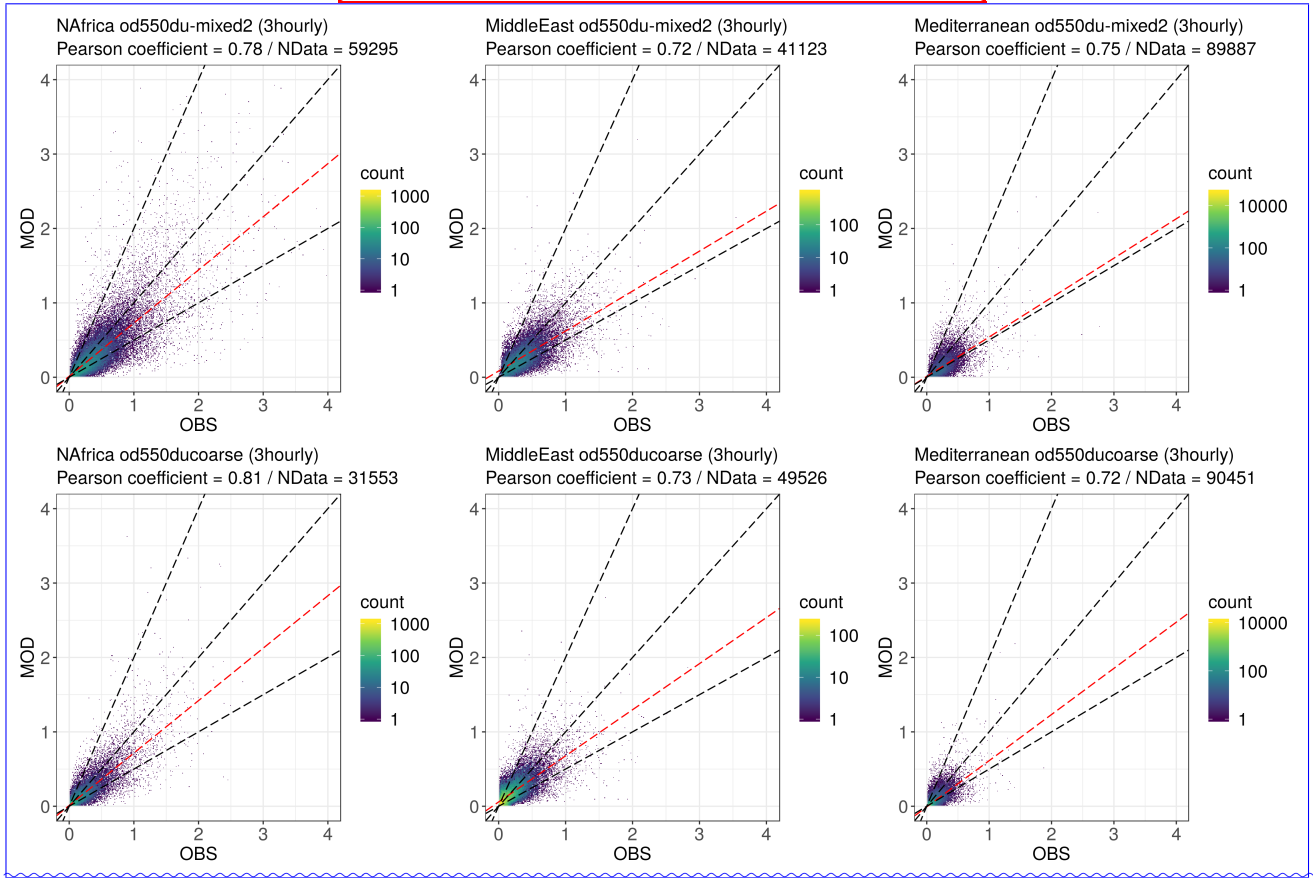 NAfrica od550du-mixed2 (3hourly)
Pearson coefficient = 0.78 / NData = 59295
MOD
4
3
2
1
0
0 1 2 3 4
OBS
count
1000
100
10
1
MiddleEast od550du-mixed2 (3hourly)
Pearson coefficient = 0.72 / NData = 41123
MOD
4
3
2
1
0
0 1 2 3 4
OBS
count
100
10
1
Mediterranean od550du-mixed2 (3hourly)
Pearson coefficient = 0.75 / NData = 89887
MOD
4
3
2
1
0
0 1 2 3 4
OBS
count
10000
100
1
NAfrica od550ducoarse (3hourly)
Pearson coefficient = 0.81 / NData = 31553
MOD
4
3
2
1
0
0 1 2 3 4
OBS
count
1000
100
10
1
MiddleEast od550ducoarse (3hourly)
Pearson coefficient = 0.73 / NData = 49526
MOD
4
3
2
1
0
0 1 2 3 4
OBS
count
100
10
1
Mediterranean od550ducoarse (3hourly)
Pearson coefficient = 0.72 / NData = 90451
MOD
4
3
2
1
0
0 1 2 3 4
OBS
count
10000
100
1